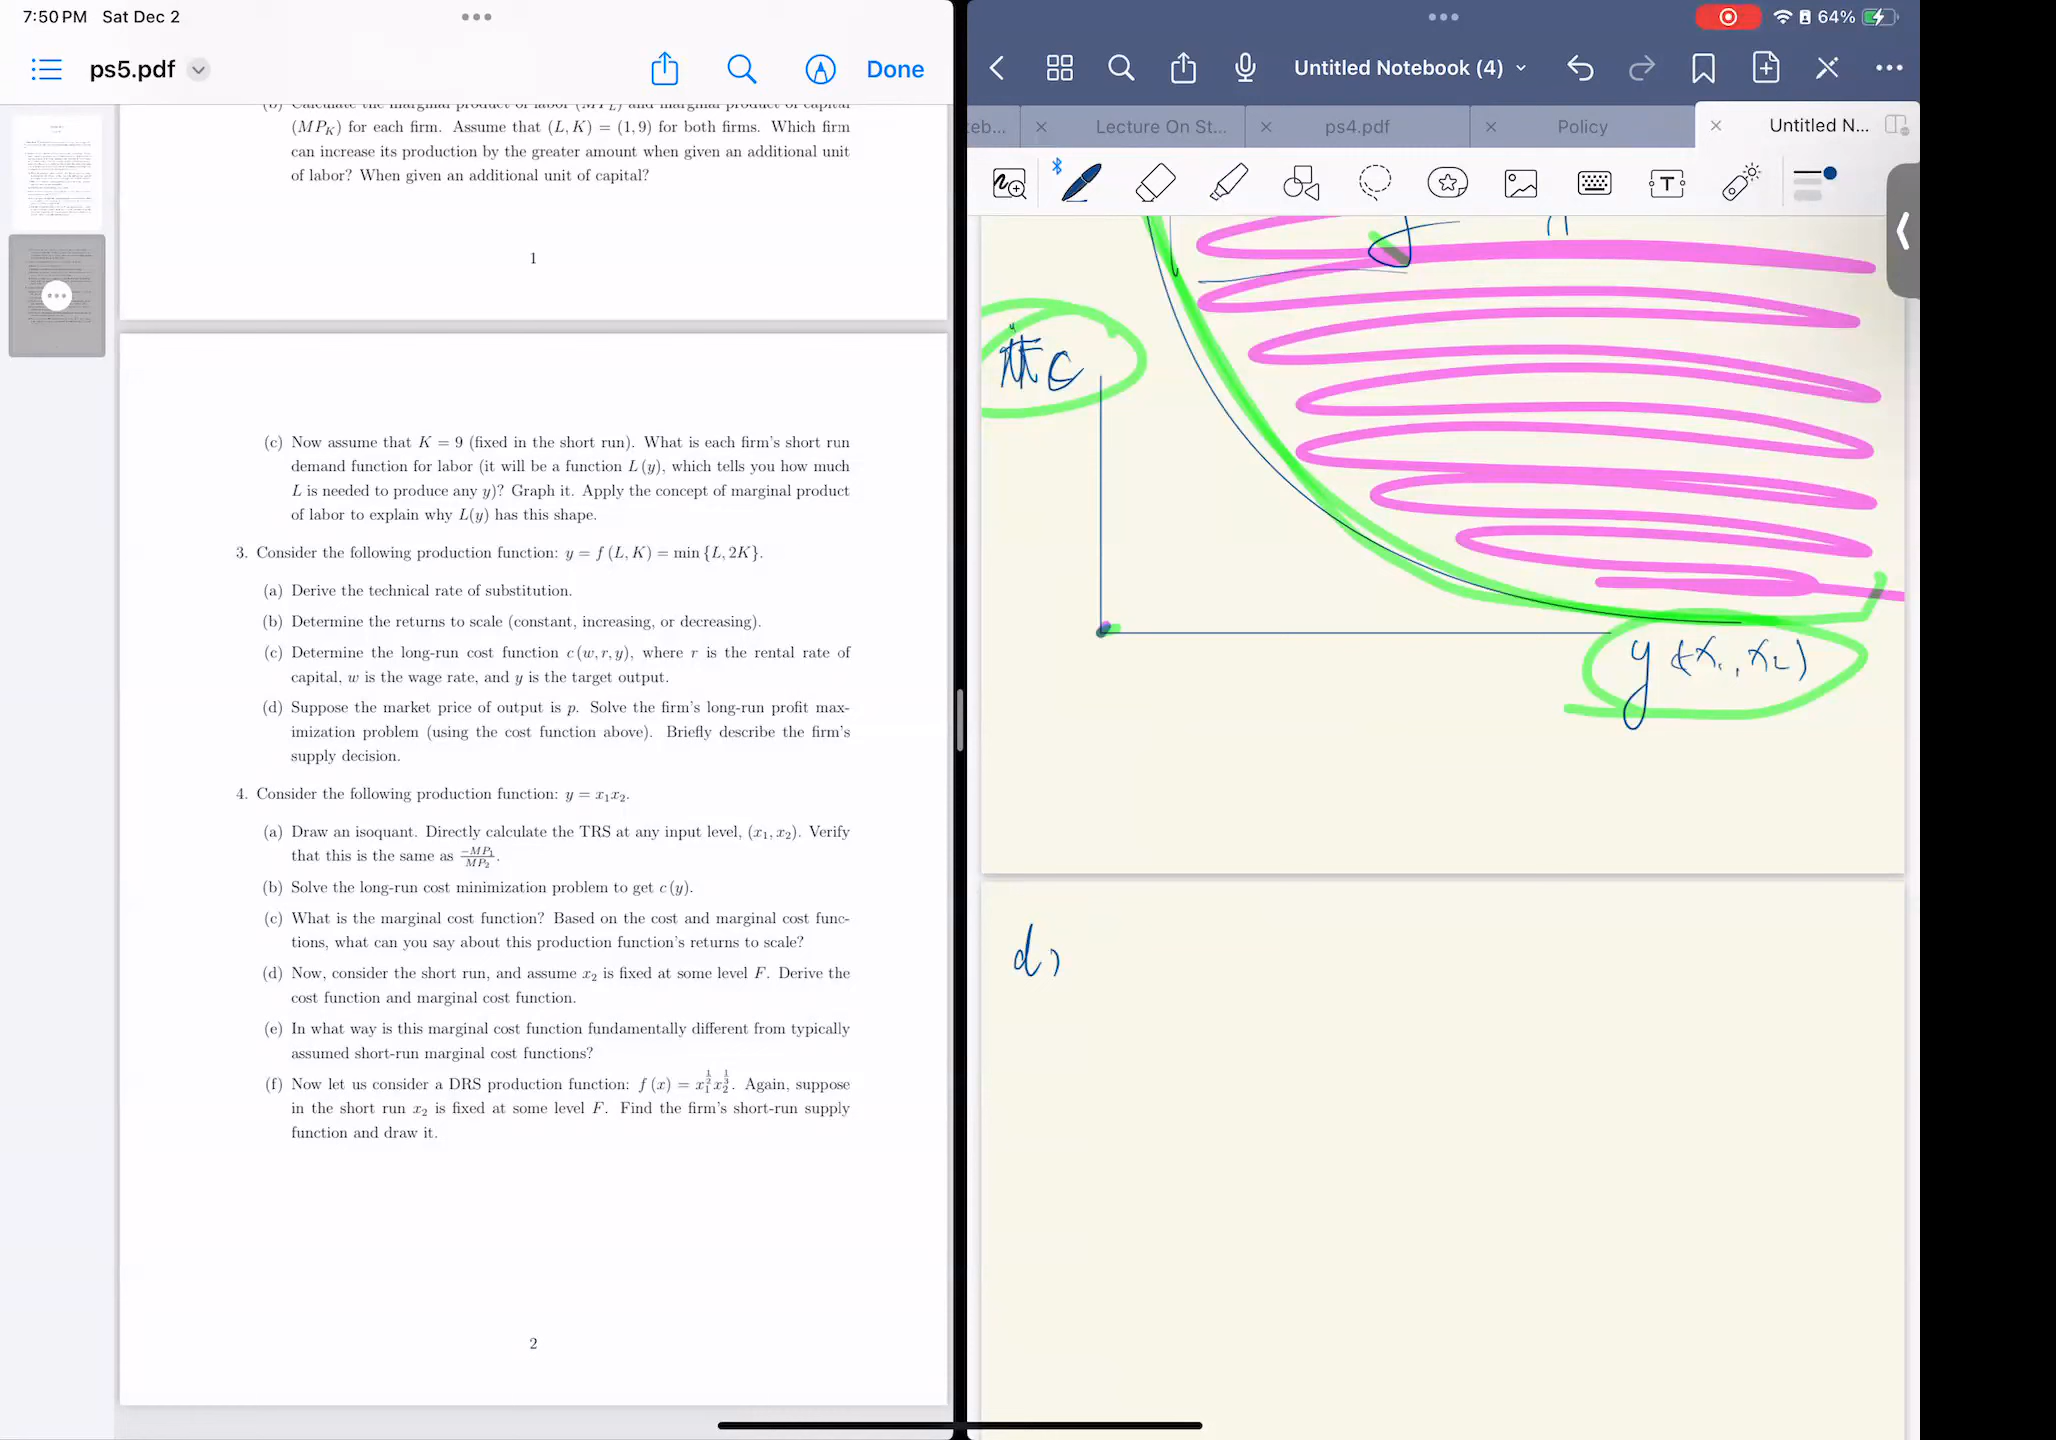 7:50 PM Sat Dec 2
64%
ps5.pdf
Done
(MP_K) for each firm. Assume that (L, K) = (1, 9) for both firms. Which firm
can increase its production by the greater amount when given an additional unit
of labor? When given an additional unit of capital?
1
(c) Now assume that K = 9 (fixed in the short run). What is each firm's short run
demand function for labor (it will be a function L (y), which tells you how much
L is needed to produce any y)? Graph it. Apply the concept of marginal product
of labor to explain why L(y) has this shape.
3. Consider the following production function: y = f (L, K) = min {L, 2K}.
(a) Derive the technical rate of substitution.
(b) Determine the returns to scale (constant, increasing, or decreasing).
(c) Determine the long-run cost function c (w, r, y), where r is the rental rate of
capital, w is the wage rate, and y is the target output.
(d) Suppose the market price of output is p. Solve the firm's long-run profit max-
imization problem (using the cost function above). Briefly describe the firm's
supply decision.
4. Consider the following production function: y = x₁x₂.
(a) Draw an isoquant. Directly calculate the TRS at any input level, (x₁, x₂). Verify
that this is the same as −MP₁/MP₂.
(b) Solve the long-run cost minimization problem to get c (y).
(c) What is the marginal cost function? Based on the cost and marginal cost func-
tions, what can you say about this production function's returns to scale?
(d) Now, consider the short run, and assume x₂ is fixed at some level F. Derive the
cost function and marginal cost function.
(e) In what way is this marginal cost function fundamentally different from typically
assumed short-run marginal cost functions?
(f) Now let us consider a DRS production function: f (x) = x₁^{1/2} x₂^{1/3}. Again, suppose
in the short run x₂ is fixed at some level F. Find the firm's short-run supply
function and draw it.
2
Untitled Notebook (4)
eb...
Lecture On St...
ps4.pdf
Policy
Untitled N...
T
c
y (x₁, x₂)
d,